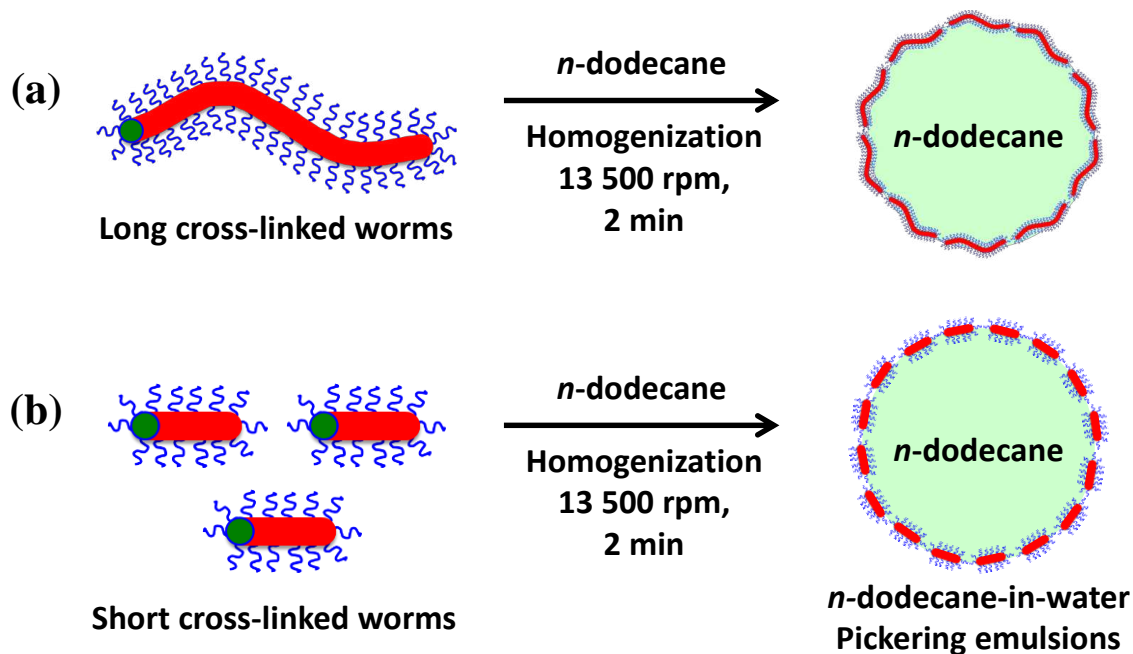 (a)
n-dodecane
Homogenization
13 500 rpm,
2 min
n-dodecane
Long cross-linked worms
(b)
n-dodecane
Homogenization
13 500 rpm,
2 min
n-dodecane
Short cross-linked worms
n-dodecane-in-water
Pickering emulsions